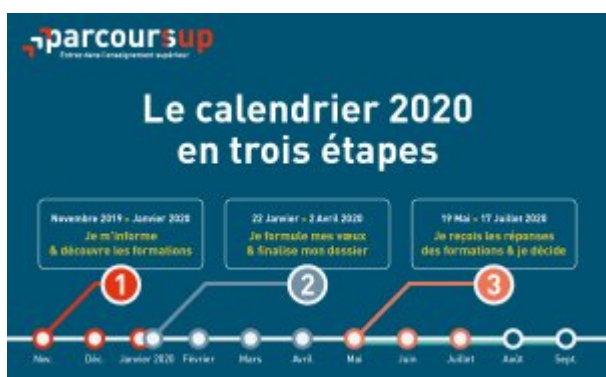 parcoursup
Entrez dans l'enseignement supérieur
Le calendrier 2020
en trois étapes
Novembre 2019 - Janvier 2020
Je m'informe
& découvre les formations
22 Janvier - 2 Avril 2020
Je formule mes vœux
& finalise mon dossier
19 Mai - 17 Juillet 2020
Je reçois les réponses
des formations & je décide
1
2
3
Nov. Déc. Janvier 2020 Février Mars Avril Mai Juin Juillet Août Sept.